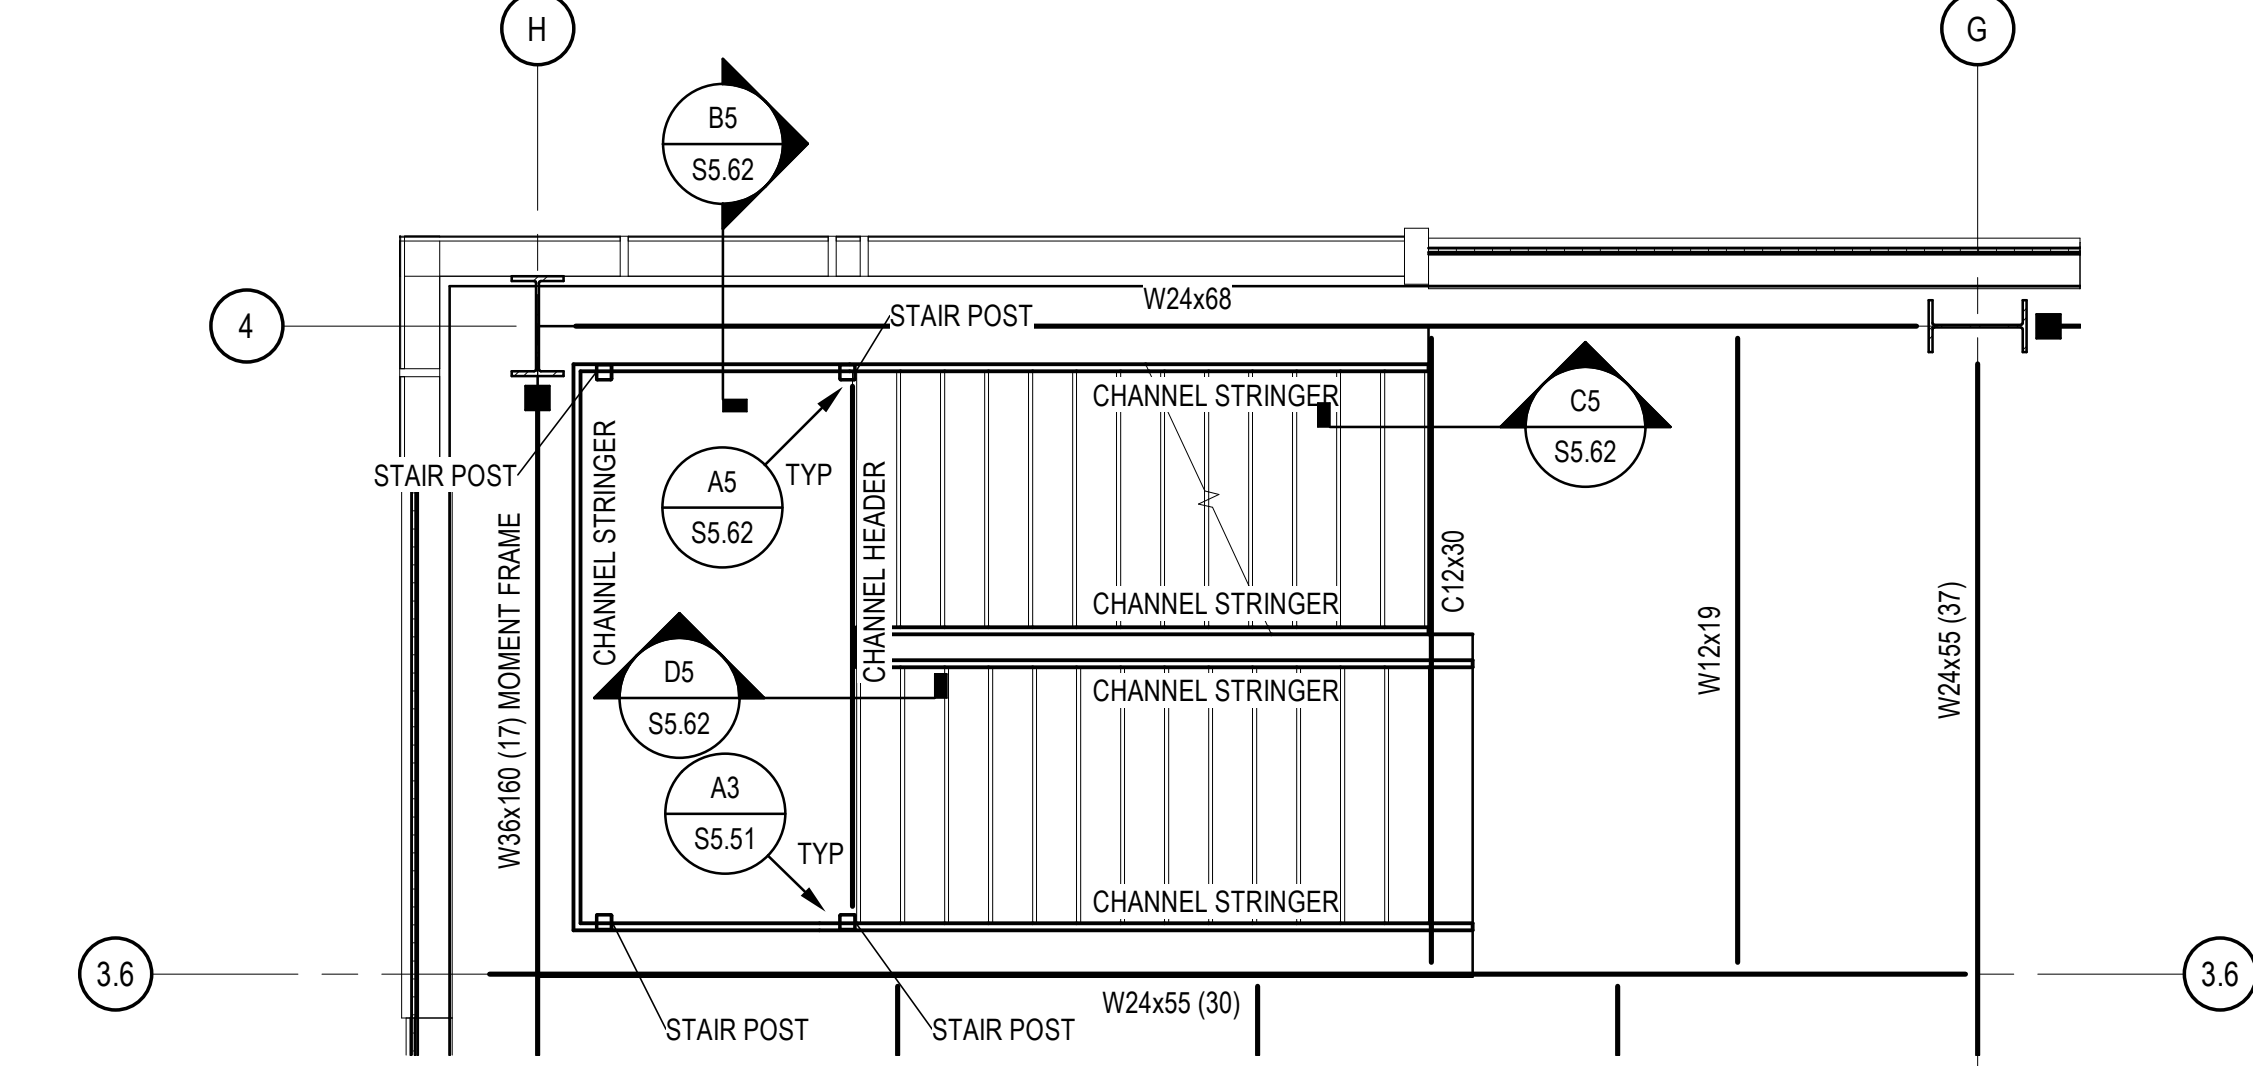 H
G
B5
S5.62
W24x68
STAIR POST
4
CHANNEL STRINGER
C5
S5.62
STAIR POST
A5
S5.62
TYP
CHANNEL STRINGER
CHANNEL HEADER
W36x160 (17) MOMENT FRAME
CHANNEL STRINGER
C12x30
W12x19
W24x55 (37)
D5
S5.62
CHANNEL STRINGER
A3
S5.51
TYP
CHANNEL STRINGER
3.6
3.6
W24x55 (30)
STAIR POST
STAIR POST